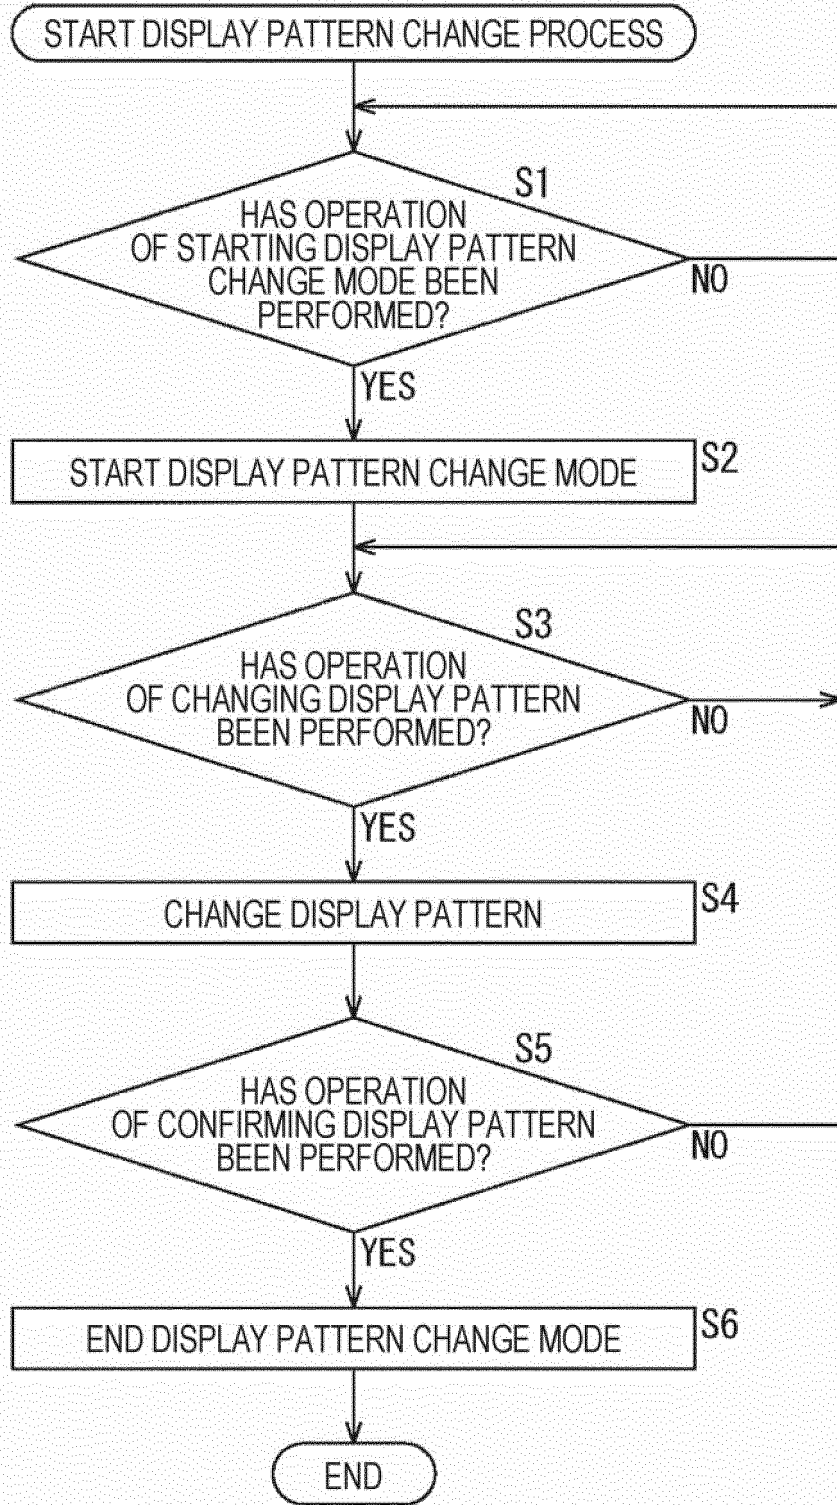 START DISPLAY PATTERN CHANGE PROCESS
S1
HAS OPERATION
OF STARTING DISPLAY PATTERN
CHANGE MODE BEEN
PERFORMED?
NO
YES
START DISPLAY PATTERN CHANGE MODE
S2
S3
HAS OPERATION
OF CHANGING DISPLAY PATTERN
BEEN PERFORMED?
NO
YES
CHANGE DISPLAY PATTERN
S4
S5
HAS OPERATION
OF CONFIRMING DISPLAY PATTERN
BEEN PERFORMED?
NO
YES
END DISPLAY PATTERN CHANGE MODE
S6
END